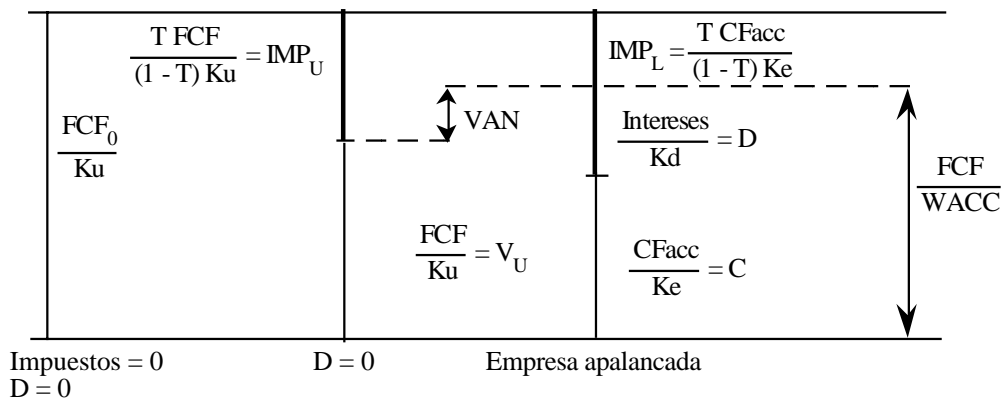 T FCF
(1 - T) Ku
= IMP_U
IMP_L =
T CFacc
(1 - T) Ke
FCF_0
Ku
VAN
Intereses
Kd
= D
FCF
WACC
FCF
Ku
= V_U
CFacc
Ke
= C
Impuestos = 0
D = 0
D = 0
Empresa apalancada